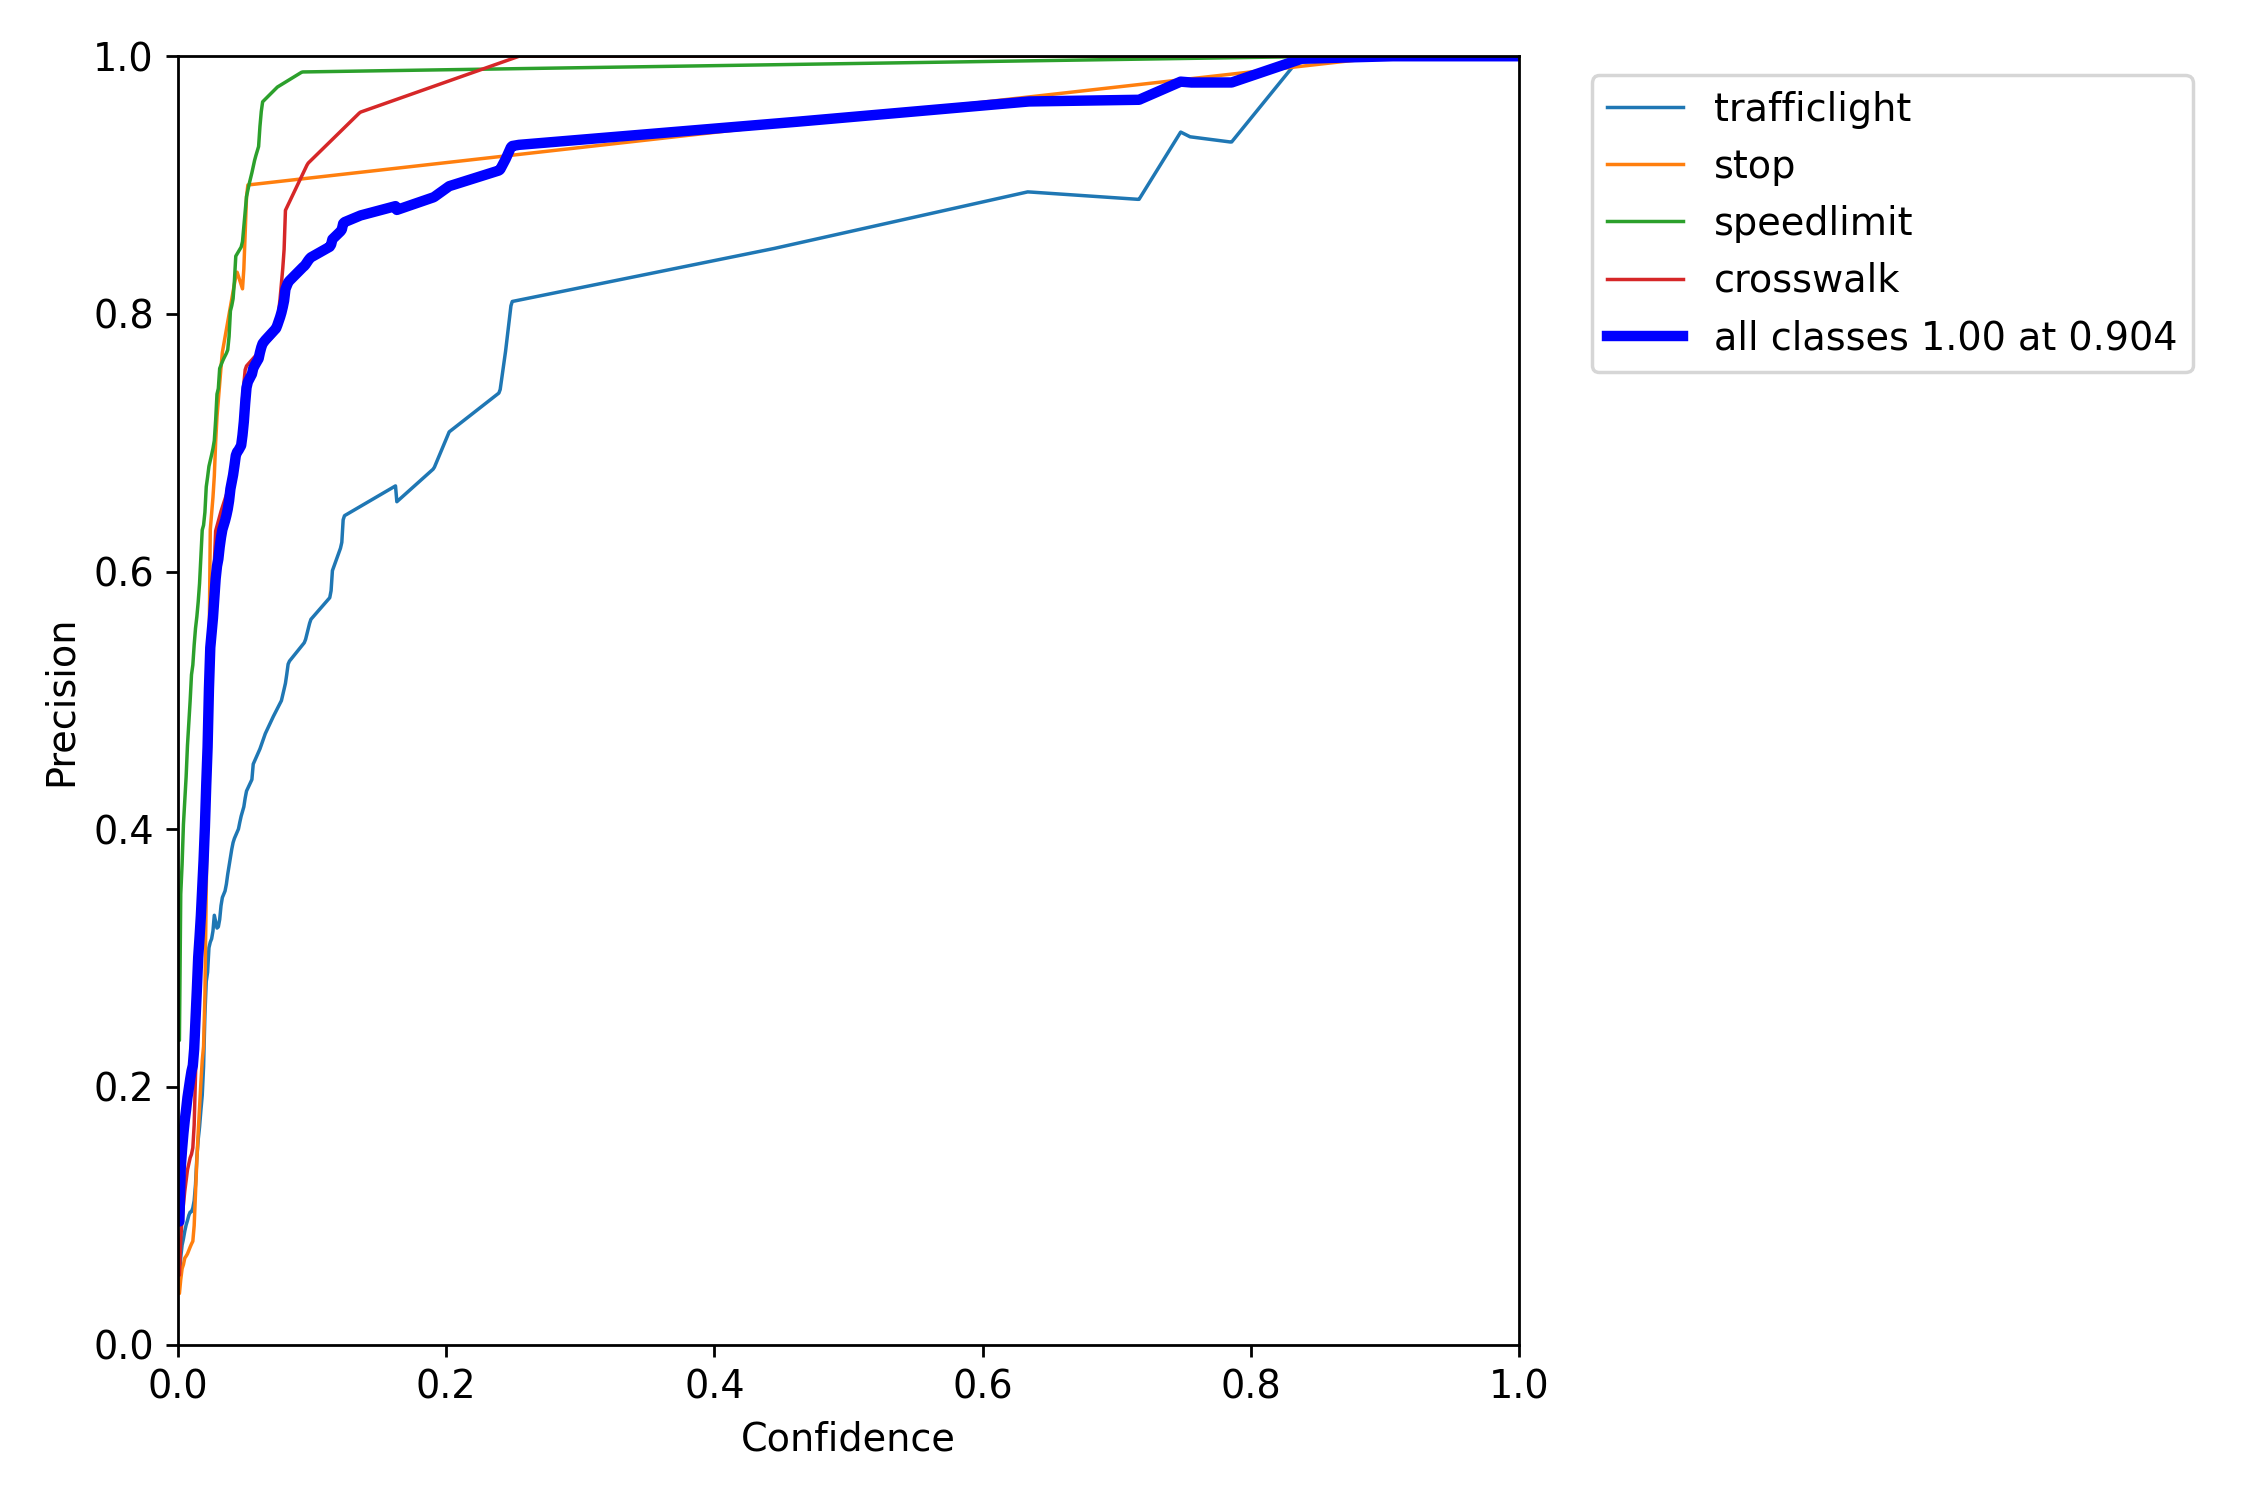 1.0
0.8
0.6
0.4
0.2
0.0
Precision
0.0 0.2 0.4 0.6 0.8 1.0
Confidence
trafficlight
stop
speedlimit
crosswalk
all classes 1.00 at 0.904